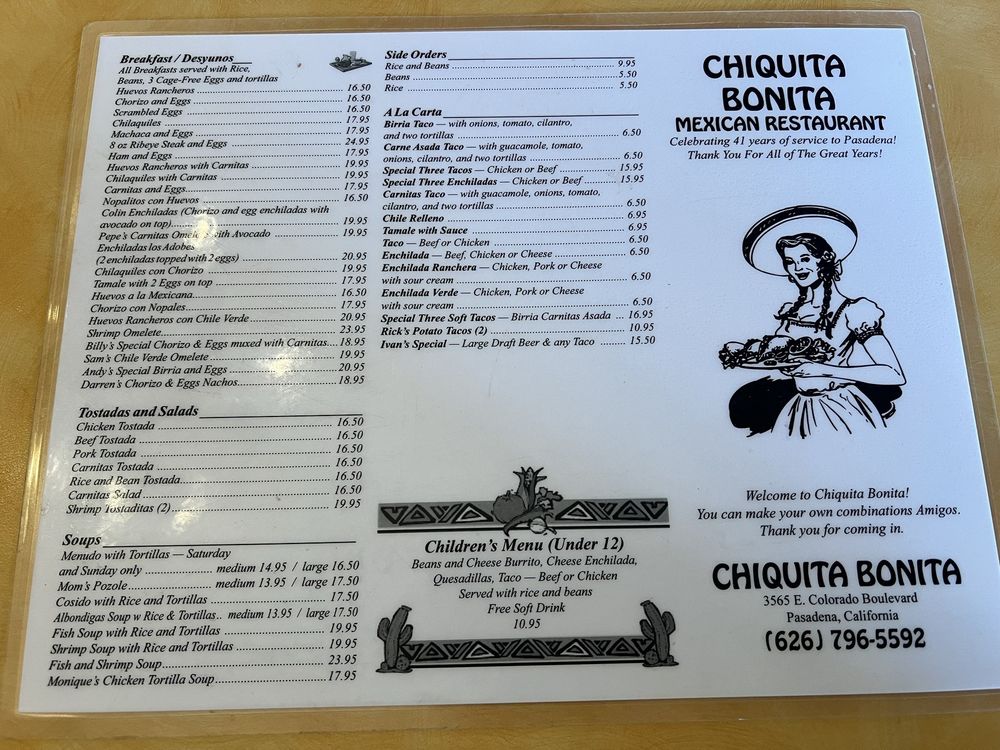 Breakfast / Desyunos
All Breakfasts served with Rice,
Beans, 3 Cage-Free Eggs and tortillas
Huevos Rancheros 16.50
Chorizo and Eggs 16.50
Scrambled Eggs 16.50
Chilaquiles 17.95
Machaca and Eggs 17.95
8 oz Ribeye Steak and Eggs 24.95
Ham and Eggs 17.95
Huevos Rancheros with Carnitas 19.95
Chilaquiles with Carnitas 19.95
Carnitas and Eggs 17.95
Nopalitos con Huevos 16.50
Colin Enchiladas (Chorizo and egg enchiladas with
avocado on top) 19.95
Pepe's Carnitas Omelete with Avocado 19.95
Enchiladas los Adobes
(2 enchiladas topped with 2 eggs) 20.95
Chilaquiles con Chorizo 19.95
Tamale with 2 Eggs on top 17.95
Huevos a la Mexicana 16.50
Chorizo con Nopales 17.95
Huevos Rancheros con Chile Verde 20.95
Shrimp Omelete 23.95
Billy's Special Chorizo & Eggs muxed with Carnitas 18.95
Sam's Chile Verde Omelete 19.95
Andy's Special Birria and Eggs 20.95
Darren's Chorizo & Eggs Nachos 18.95
Tostadas and Salads
Chicken Tostada 16.50
Beef Tostada 16.50
Pork Tostada 16.50
Carnitas Tostada 16.50
Rice and Bean Tostada 16.50
Carnitas Salad 16.50
Shrimp Tostaditas (2) 19.95
Soups
Menudo with Tortillas — Saturday
and Sunday only medium 14.95 / large 16.50
Mom's Pozole medium 13.95 / large 17.50
Cosido with Rice and Tortillas 17.50
Albondigas Soup w Rice & Tortillas medium 13.95 / large 17.50
Fish Soup with Rice and Tortillas 19.95
Shrimp Soup with Rice and Tortillas 19.95
Fish and Shrimp Soup 23.95
Monique's Chicken Tortilla Soup 17.95
Side Orders
Rice and Beans 9.95
Beans 5.50
Rice 5.50
A La Carta
Birria Taco — with onions, tomato, cilantro,
and two tortillas 6.50
Carne Asada Taco — with guacamole, tomato,
onions, cilantro, and two tortillas 6.50
Special Three Tacos — Chicken or Beef 15.95
Special Three Enchiladas — Chicken or Beef 15.95
Carnitas Taco — with guacamole, onions, tomato,
cilantro, and two tortillas 6.50
Chile Relleno 6.95
Tamale with Sauce 6.95
Taco — Beef or Chicken 6.50
Enchilada — Beef, Chicken or Cheese 6.50
Enchilada Ranchera — Chicken, Pork or Cheese
with sour cream 6.50
Enchilada Verde — Chicken, Pork or Cheese
with sour cream 6.50
Special Three Soft Tacos — Birria Carnitas Asada 16.95
Rick's Potato Tacos (2) 10.95
Ivan's Special — Large Draft Beer & any Taco 15.50
Children's Menu (Under 12)
Beans and Cheese Burrito, Cheese Enchilada,
Quesadillas, Taco — Beef or Chicken
Served with rice and beans
Free Soft Drink
10.95
CHIQUITA
BONITA
MEXICAN RESTAURANT
Celebrating 41 years of service to Pasadena!
Thank You For All of The Great Years!
Welcome to Chiquita Bonita!
You can make your own combinations Amigos.
Thank you for coming in.
CHIQUITA BONITA
3565 E. Colorado Boulevard
Pasadena, California
(626) 796-5592